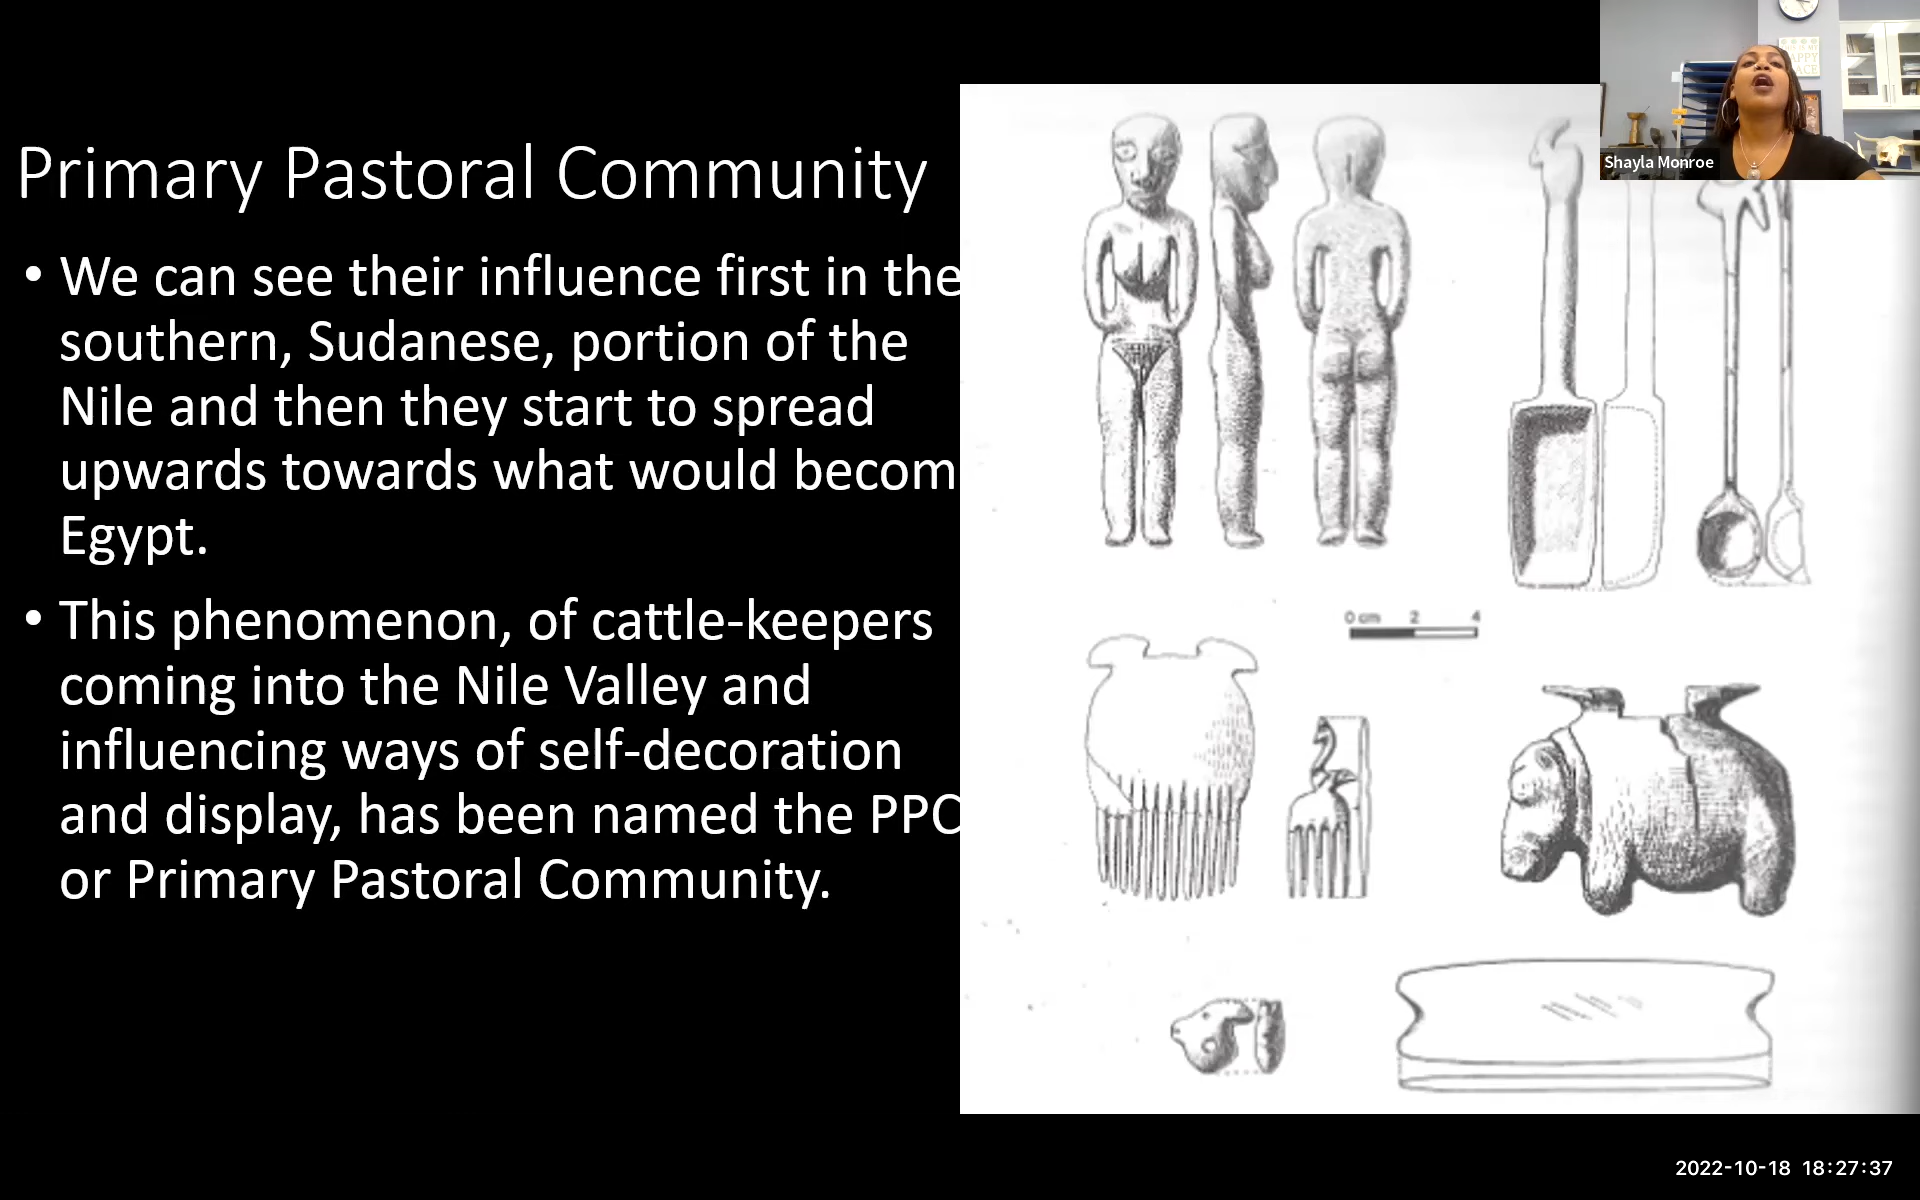 Primary Pastoral Community
• We can see their influence first in the
southern, Sudanese, portion of the
Nile and then they start to spread
upwards towards what would becom
Egypt.
• This phenomenon, of cattle-keepers
coming into the Nile Valley and
influencing ways of self-decoration
and display, has been named the PPC
or Primary Pastoral Community.
0 cm 2 4
Shayla Monroe
2022-10-18 18:27:37